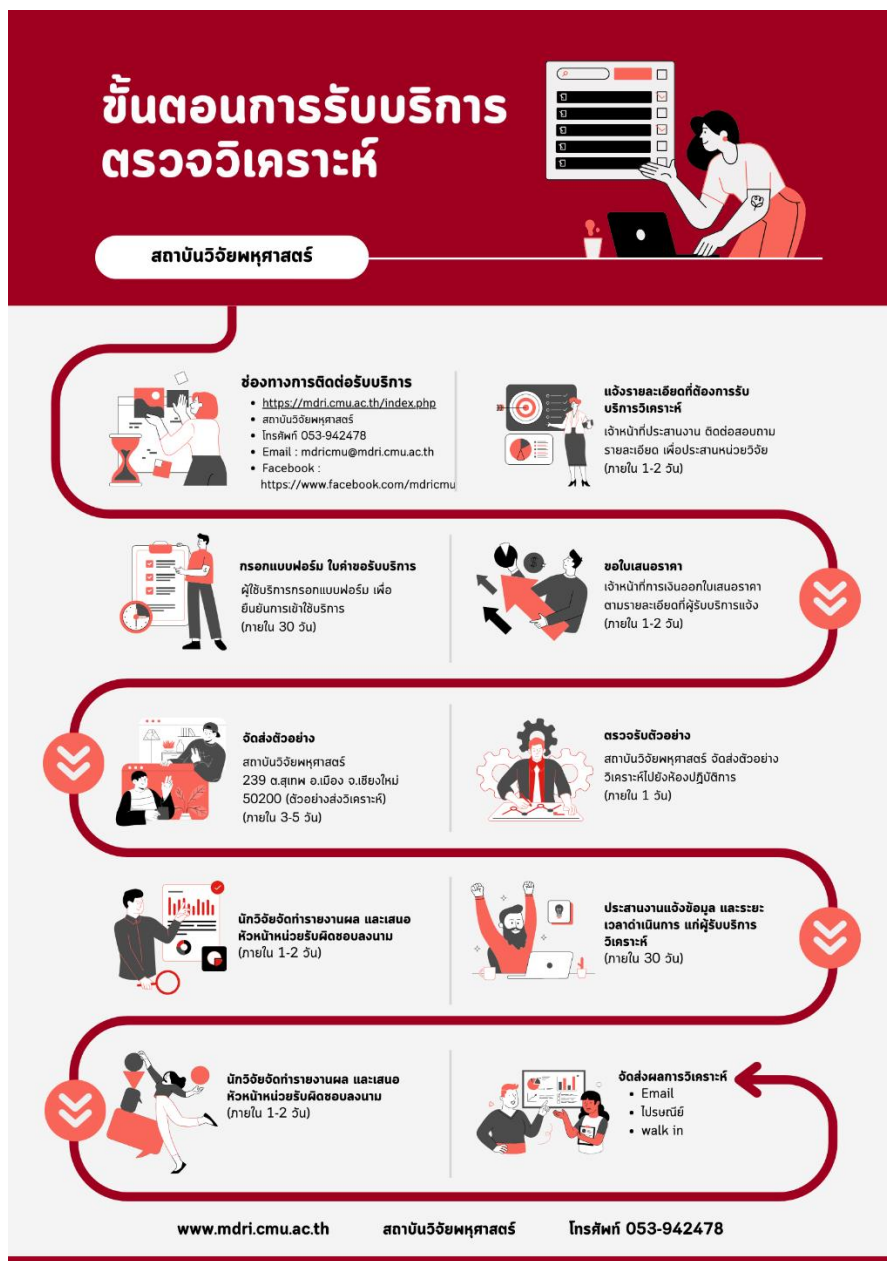 ขั้นตอนการรับบริการ
ตรวจวิเคราะห์
สถาบันวิจัยพหุศาสตร์
ช่องทางการติดต่อรับบริการ
• https://mdri.cmu.ac.th/index.php
• สถาบันวิจัยพหุศาสตร์
• โทรศัพท์ 053-942478
• Email : mdricmu@mdri.cmu.ac.th
• Facebook :
https://www.facebook.com/mdricmu
แจ้งรายละเอียดที่ต้องการรับ
บริการวิเคราะห์
เจ้าหน้าที่ประสานงาน ติดต่อสอบถาม
รายละเอียด เพื่อประสานหน่วยวิจัย
(ภายใน 1-2 วัน)
กรอกแบบฟอร์ม ใบคำขอรับบริการ
ผู้ใช้บริการกรอกแบบฟอร์ม เพื่อ
ยืนยันการเข้าใช้บริการ
(ภายใน 30 วัน)
ขอใบเสนอราคา
เจ้าหน้าที่การเงินออกใบเสนอราคา
ตามรายละเอียดที่ผู้รับบริการแจ้ง
(ภายใน 1-2 วัน)
จัดส่งตัวอย่าง
สถาบันวิจัยพหุศาสตร์
239 ต.สุเทพ อ.เมือง จ.เชียงใหม่
50200 (ตัวอย่างส่งวิเคราะห์)
(ภายใน 3-5 วัน)
ตรวจรับตัวอย่าง
สถาบันวิจัยพหุศาสตร์ จัดส่งตัวอย่าง
วิเคราะห์ไปยังห้องปฏิบัติการ
(ภายใน 1 วัน)
นักวิจัยจัดทำรายงานผล และเสนอ
หัวหน้าหน่วยรับผิดชอบลงนาม
(ภายใน 1-2 วัน)
ประสานงานแจ้งข้อมูล และระยะ
เวลาดำเนินการ แก่ผู้รับบริการ
วิเคราะห์
(ภายใน 30 วัน)
นักวิจัยจัดทำรายงานผล และเสนอ
หัวหน้าหน่วยรับผิดชอบลงนาม
(ภายใน 1-2 วัน)
จัดส่งผลการวิเคราะห์
• Email
• ไปรษณีย์
• walk in
www.mdri.cmu.ac.th สถาบันวิจัยพหุศาสตร์ โทรศัพท์ 053-942478